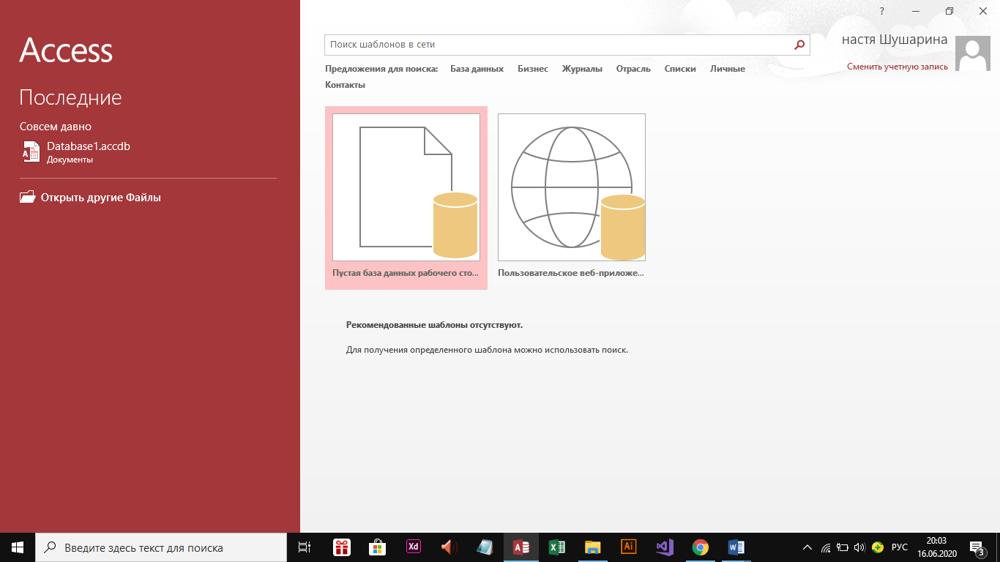 ?
Access
Последние
Совсем давно
Database1.accdb
Документы
Открыть другие Файлы
Поиск шаблонов в сети
настя Шушарина
Сменить учетную запись
Предложения для поиска: База данных Бизнес Журналы Отрасль Списки Личные
Контакты
Пустая база данных рабочего сто...
Пользовательское веб-приложе...
Рекомендованные шаблоны отсутствуют.
Для получения определенного шаблона можно использовать поиск.
Введите здесь текст для поиска
Xd
A
X
Ai
W
РУС
20:03
16.06.2020
3